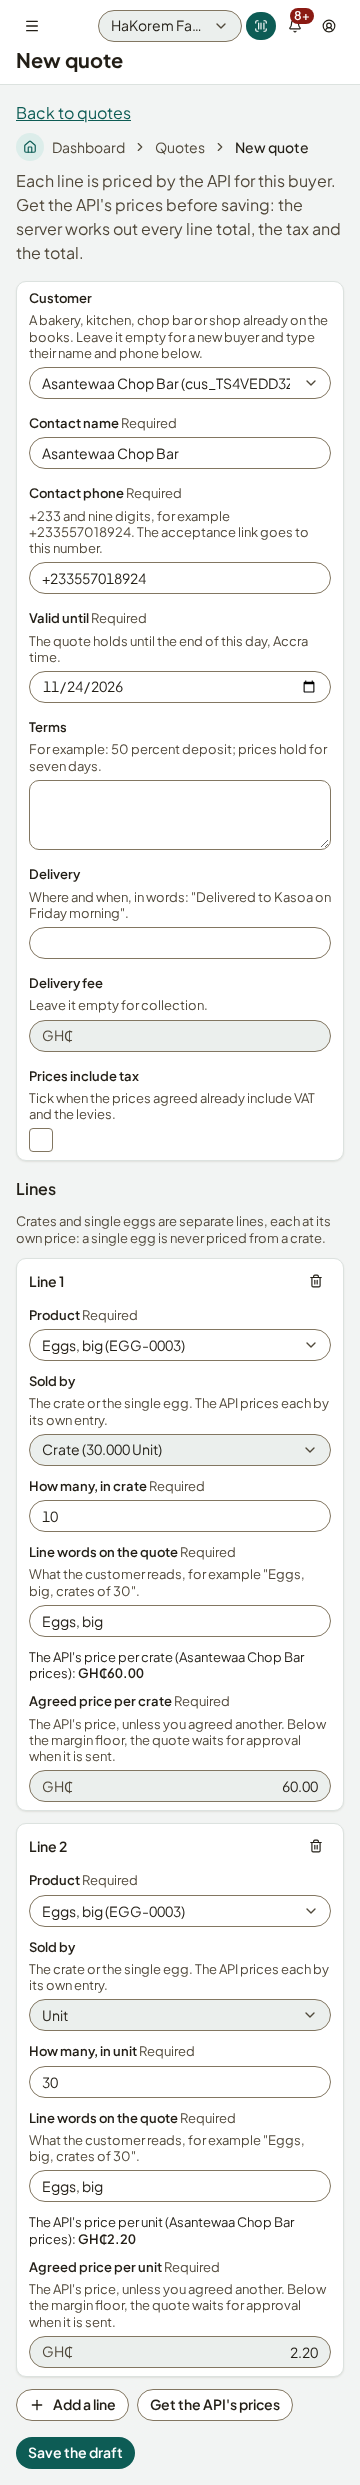 HaKorem Fa...
8+
New quote
Back to quotes
Dashboard > Quotes > New quote
Each line is priced by the API for this buyer.
Get the API's prices before saving: the
server works out every line total, the tax and
the total.
Customer
A bakery, kitchen, chop bar or shop already on the
books. Leave it empty for a new buyer and type
their name and phone below.
Asantewaa Chop Bar (cus_TS4VEDD3Z
Contact name Required
Asantewaa Chop Bar
Contact phone Required
+233 and nine digits, for example
+233557018924. The acceptance link goes to
this number.
+233557018924
Valid until Required
The quote holds until the end of this day, Accra
time.
11/24/2026
Terms
For example: 50 percent deposit; prices hold for
seven days.
Delivery
Where and when, in words: "Delivered to Kasoa on
Friday morning".
Delivery fee
Leave it empty for collection.
GH₵
Prices include tax
Tick when the prices agreed already include VAT
and the levies.
Lines
Crates and single eggs are separate lines, each at its
own price: a single egg is never priced from a crate.
Line 1
Product Required
Eggs, big (EGG-0003)
Sold by
The crate or the single egg. The API prices each by
its own entry.
Crate (30.000 Unit)
How many, in crate Required
10
Line words on the quote Required
What the customer reads, for example "Eggs,
big, crates of 30".
Eggs, big
The API's price per crate (Asantewaa Chop Bar
prices): GH₵60.00
Agreed price per crate Required
The API's price, unless you agreed another. Below
the margin floor, the quote waits for approval
when it is sent.
GH₵ 60.00
Line 2
Product Required
Eggs, big (EGG-0003)
Sold by
The crate or the single egg. The API prices each by
its own entry.
Unit
How many, in unit Required
30
Line words on the quote Required
What the customer reads, for example "Eggs,
big, crates of 30".
Eggs, big
The API's price per unit (Asantewaa Chop Bar
prices): GH₵2.20
Agreed price per unit Required
The API's price, unless you agreed another. Below
the margin floor, the quote waits for approval
when it is sent.
GH₵ 2.20
+ Add a line Get the API's prices
Save the draft